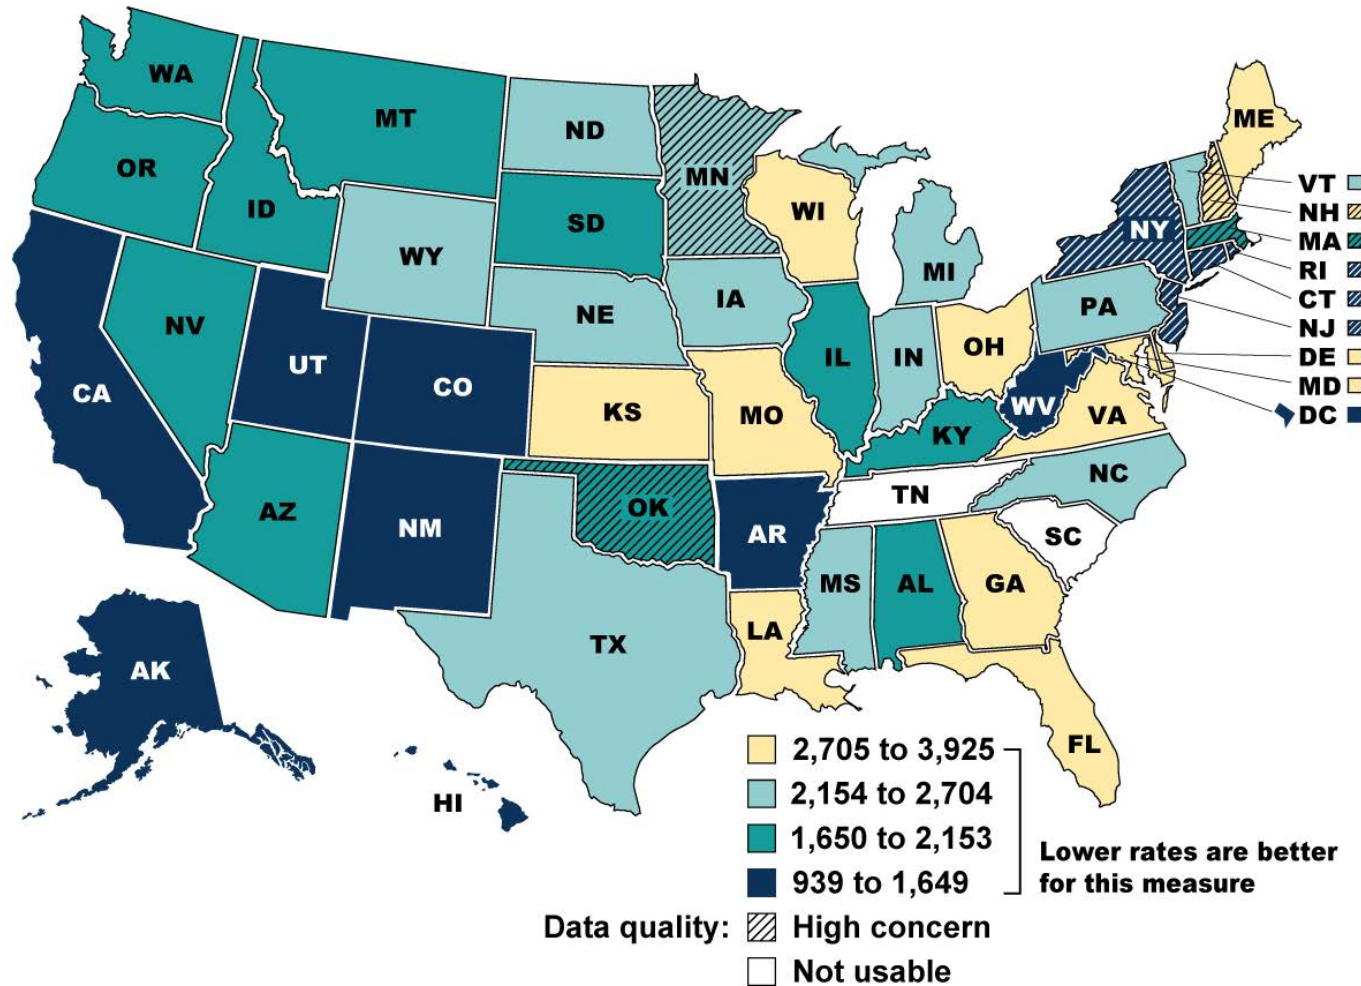 WA
MT
ND
MN
ME
OR
ID
SD
WI
VT
NH
NY
MA
WY
MI
RI
CT
NV
NE
IA
PA
NJ
UT
CO
IL
IN
OH
DE
MD
CA
KS
MO
WV
VA
DC
KY
AZ
NM
OK
AR
TN
NC
SC
MS
AL
GA
LA
TX
AK
FL
HI
2,705 to 3,925
2,154 to 2,704
1,650 to 2,153
939 to 1,649
Lower rates are better
for this measure
Data quality: High concern
Not usable